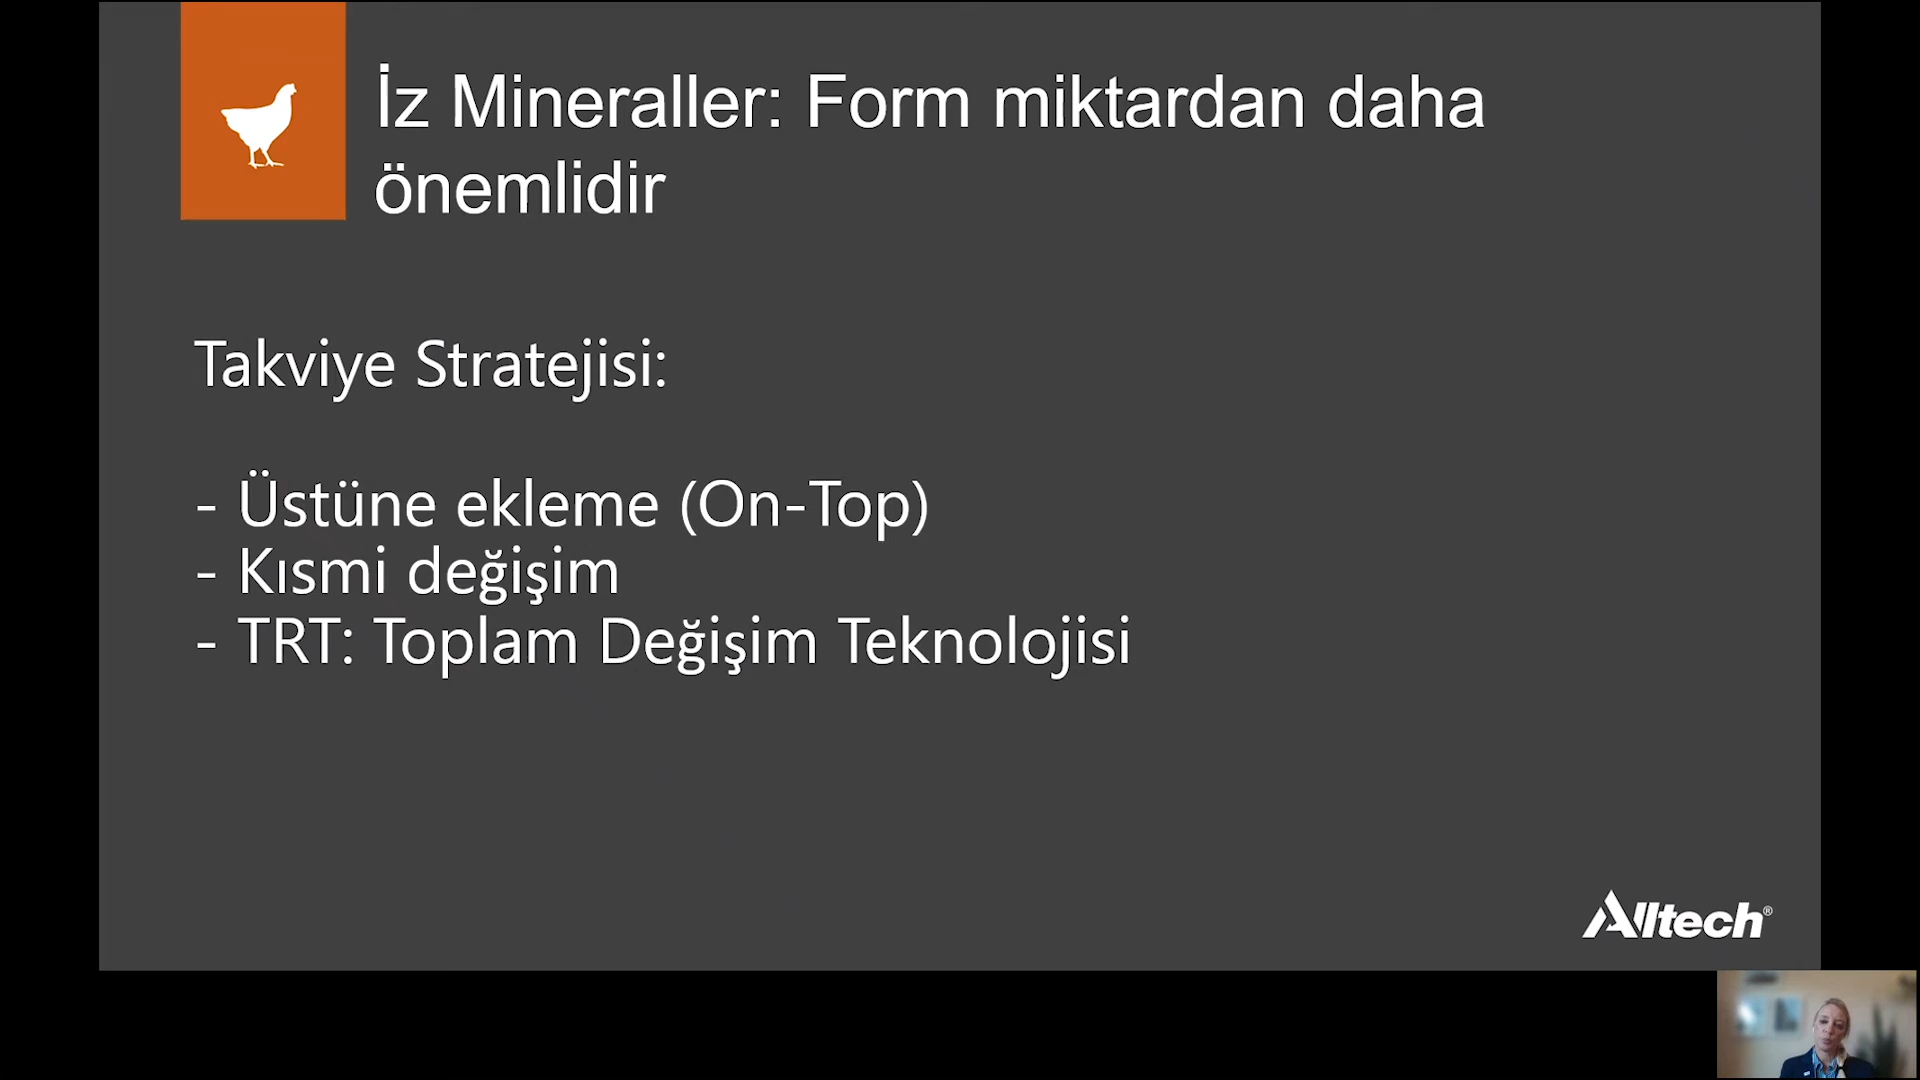 İz Mineraller: Form miktardan daha
önemlidir
Takviye Stratejisi:
- Üstüne ekleme (On-Top)
- Kısmi değişim
- TRT: Toplam Değişim Teknolojisi
Alltech®